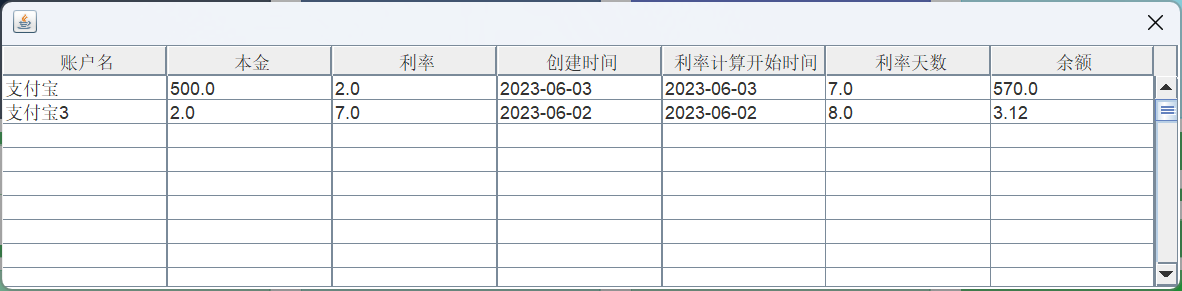 账户名 本金 利率 创建时间 利率计算开始时间 利率天数 余额
支付宝 500.0 2.0 2023-06-03 2023-06-03 7.0 570.0
支付宝3 2.0 7.0 2023-06-02 2023-06-02 8.0 3.12